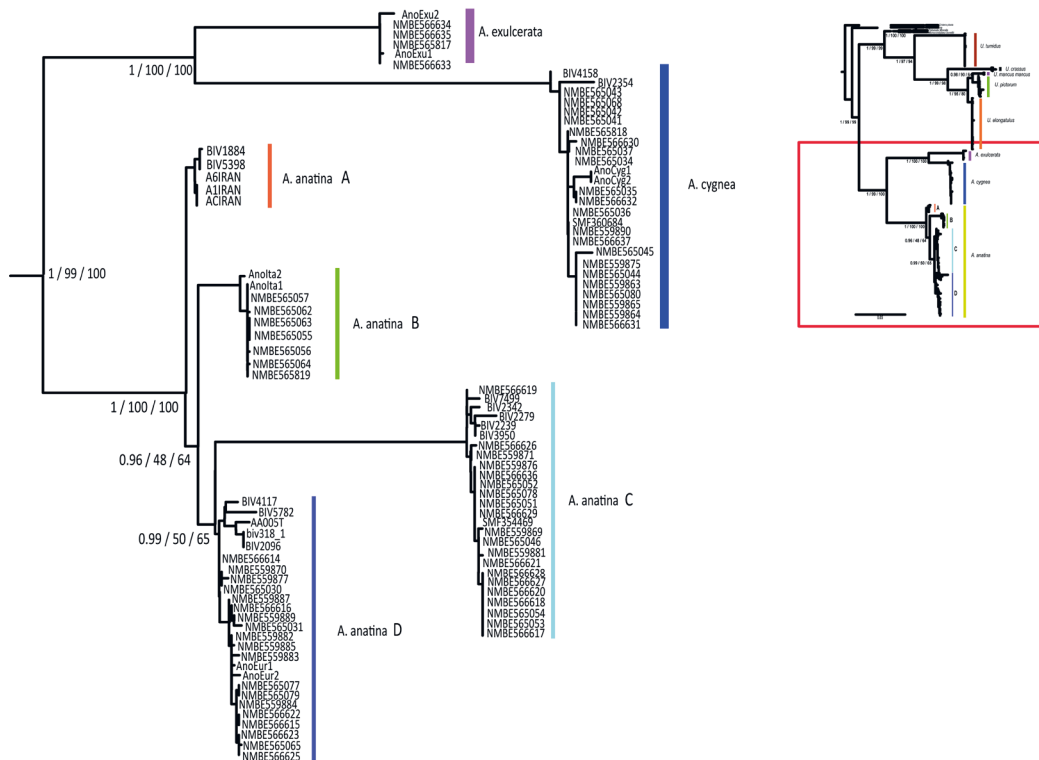 AnoExu2
NMBE566634
NMBE566635
NMBE565817
AnoExu1
NMBE566633
A. exulcerata
1 / 100 / 100
BIV4158
BIV2354
NMBE565043
NMBE565068
NMBE565042
NMBE565041
NMBE565818
NMBE566630
NMBE565037
NMBE565034
AnoCyg1
AnoCyg2
NMBE565035
NMBE566632
NMBE565036
SMF360684
NMBE559890
NMBE566637
NMBE565045
NMBE559875
NMBE565044
NMBE559863
NMBE565080
NMBE559865
NMBE559864
NMBE566631
A. cygnea
BIV1884
BIV5398
A6IRAN
A1IRAN
ACIRAN
A. anatina A
1 / 99 / 100
AnoIta2
AnoIta1
NMBE565057
NMBE565062
NMBE565063
NMBE565055
NMBE565056
NMBE565064
NMBE565819
A. anatina B
1 / 100 / 100
0.96 / 48 / 64
NMBE566619
BIV7499
BIV2342
BIV2279
BIV2239
BIV3950
NMBE566626
NMBE559871
NMBE559876
NMBE566636
NMBE565052
NMBE565078
NMBE565051
NMBE566629
SMF354469
NMBE559869
NMBE565046
NMBE559881
NMBE566621
NMBE566628
NMBE566627
NMBE566620
NMBE566618
NMBE565054
NMBE565053
NMBE566617
A. anatina C
0.99 / 50 / 65
BIV4117
BIV5782
AA005T
biv318_1
BIV2096
NMBE566614
NMBE559870
NMBE559877
NMBE565030
NMBE559887
NMBE566616
NMBE559889
NMBE565031
NMBE559882
NMBE559885
NMBE559883
AnoEur1
AnoEur2
NMBE565077
NMBE565079
NMBE559884
NMBE566622
NMBE566615
NMBE566623
NMBE565065
NMBE566625
A. anatina D
U. tumidus
U. crassus
U. mancus mancus
U. pictorum
U. elongatulus
A. exulcerata
A. cygnea
A
B
C
D
A. anatina